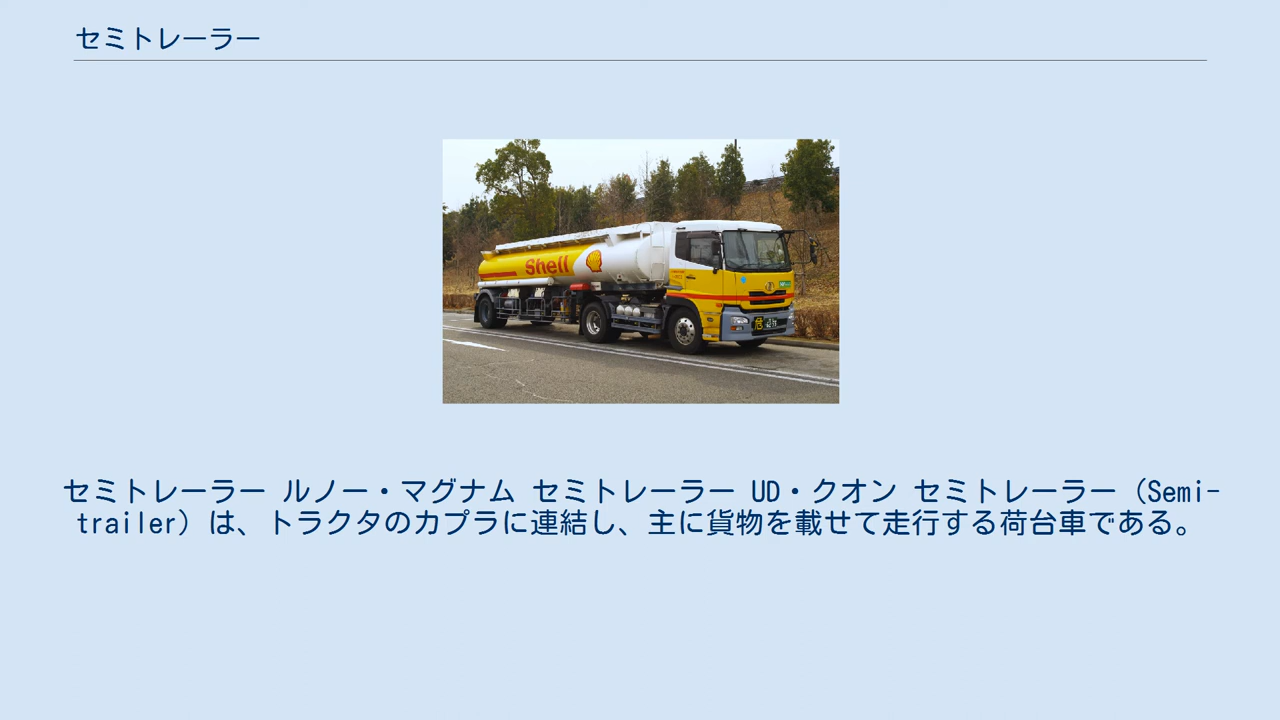 セミトレーラー
Shell
危
セミトレーラー ルノー・マグナム セミトレーラー UD・クオン セミトレーラー（Semi-
trailer）は、トラクタのカプラに連結し、主に貨物を載せて走行する荷台車である。